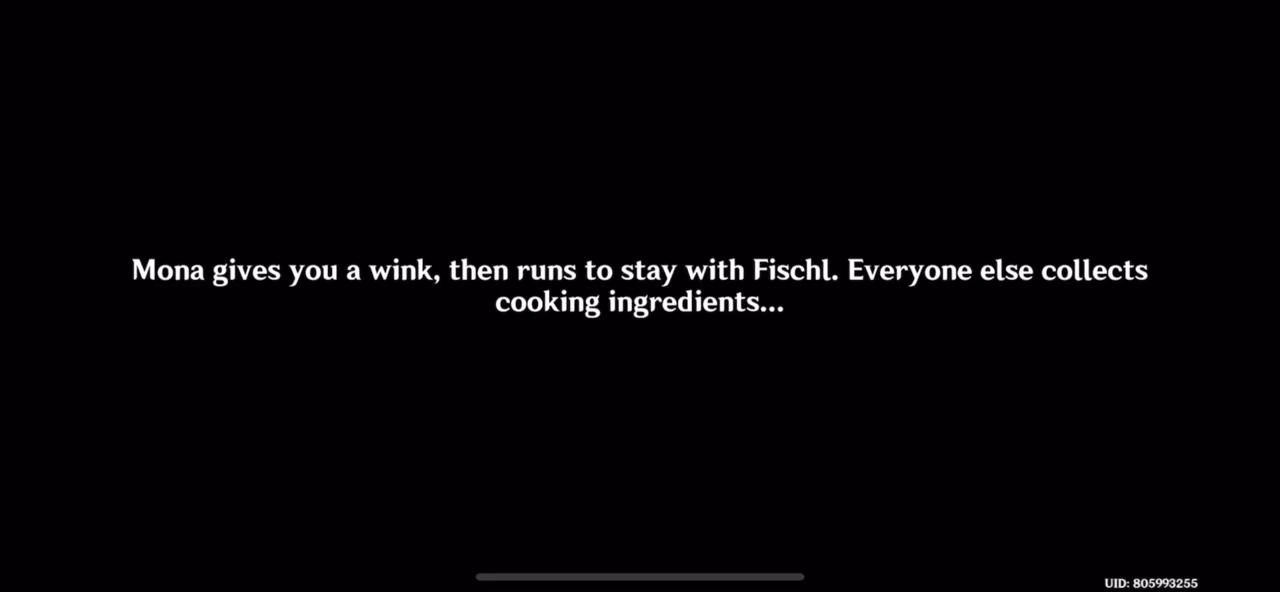 Mona gives you a wink, then runs to stay with Fischl. Everyone else collects
cooking ingredients...
UID: 805993255